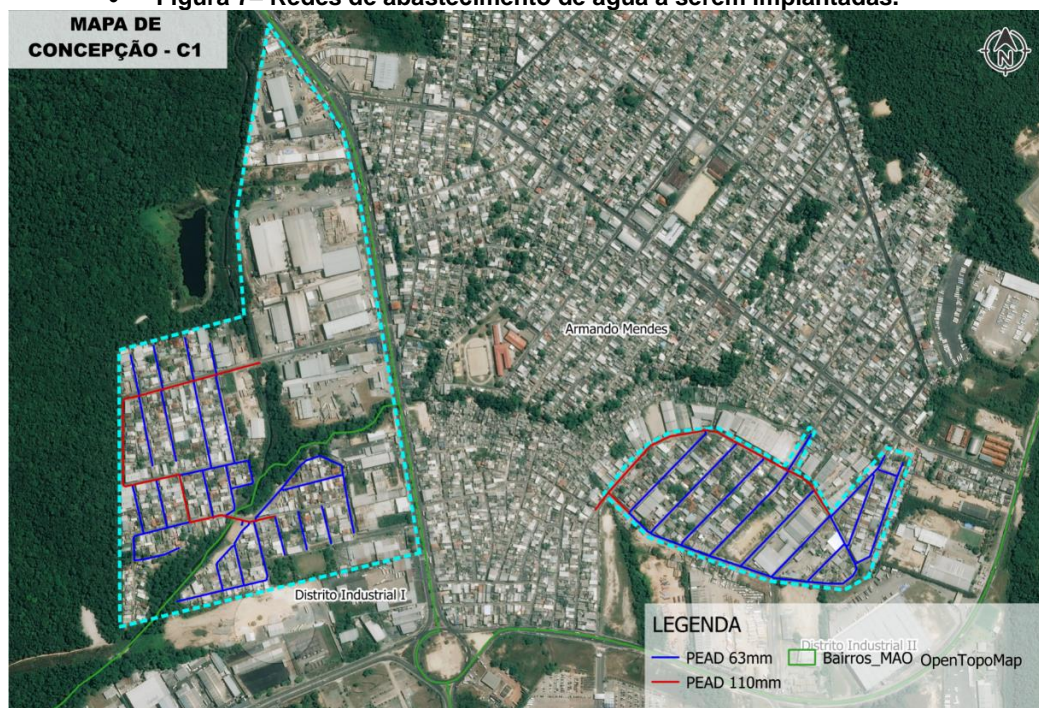 • Figura 7– Redes de abastecimento de água a serem implantadas.
MAPA DE
CONCEPÇÃO - C1
N
Armando Mendes
Distrito Industrial I
LEGENDA
Distrito Industrial II
PEAD 63mm
Bairros_MAO
OpenTopoMap
PEAD 110mm